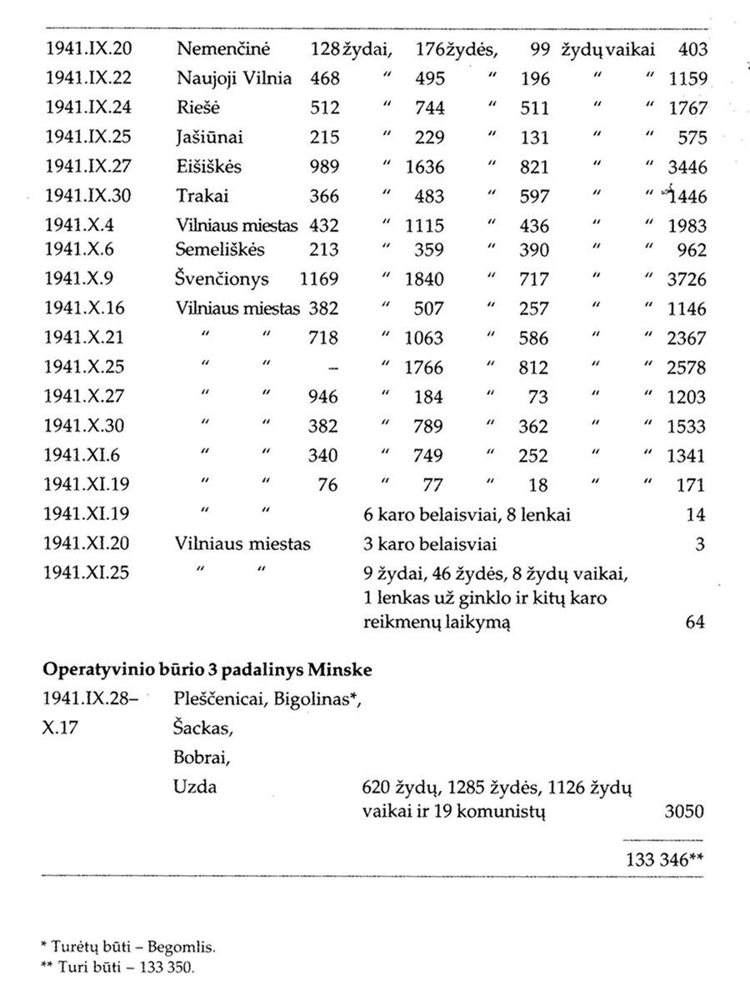 1941.IX.20 Nemenčinė 128 žydai, 176 žydės, 99 žydų vaikai 403
1941.IX.22 Naujoji Vilnia 468 “ 495 “ 196 “ “ 1159
1941.IX.24 Riešė 512 “ 744 “ 511 “ “ 1767
1941.IX.25 Jašiūnai 215 “ 229 “ 131 “ “ 575
1941.IX.27 Eišiškės 989 “ 1636 “ 821 “ “ 3446
1941.IX.30 Trakai 366 “ 483 “ 597 “ “ 1446
1941.X.4 Vilniaus miestas 432 “ 1115 “ 436 “ “ 1983
1941.X.6 Semeliškės 213 “ 359 “ 390 “ “ 962
1941.X.9 Švenčionys 1169 “ 1840 “ 717 “ “ 3726
1941.X.16 Vilniaus miestas 382 “ 507 “ 257 “ “ 1146
1941.X.21 “ “ 718 “ 1063 “ 586 “ “ 2367
1941.X.25 “ “ – “ 1766 “ 812 “ “ 2578
1941.X.27 “ “ 946 “ 184 “ 73 “ “ 1203
1941.X.30 “ “ 382 “ 789 “ 362 “ “ 1533
1941.XI.6 “ “ 340 “ 749 “ 252 “ “ 1341
1941.XI.19 “ “ 76 “ 77 “ 18 “ “ 171
1941.XI.19 “ “ 6 karo belaisviai, 8 lenkai 14
1941.XI.20 Vilniaus miestas 3 karo belaisviai 3
1941.XI.25 “ “ 9 žydai, 46 žydės, 8 žydų vaikai,
1 lenkas už ginklo ir kitų karo
reikmenų laikymą 64
Operatyvinio būrio 3 padalinys Minske
1941.IX.28– Pleščenicai, Bigolinas*,
X.17 Šackas,
Bobrai,
Uzda 620 žydų, 1285 žydės, 1126 žydų
vaikai ir 19 komunistų 3050
133 346**
* Turėtų būti – Begomlis.
** Turi būti – 133 350.